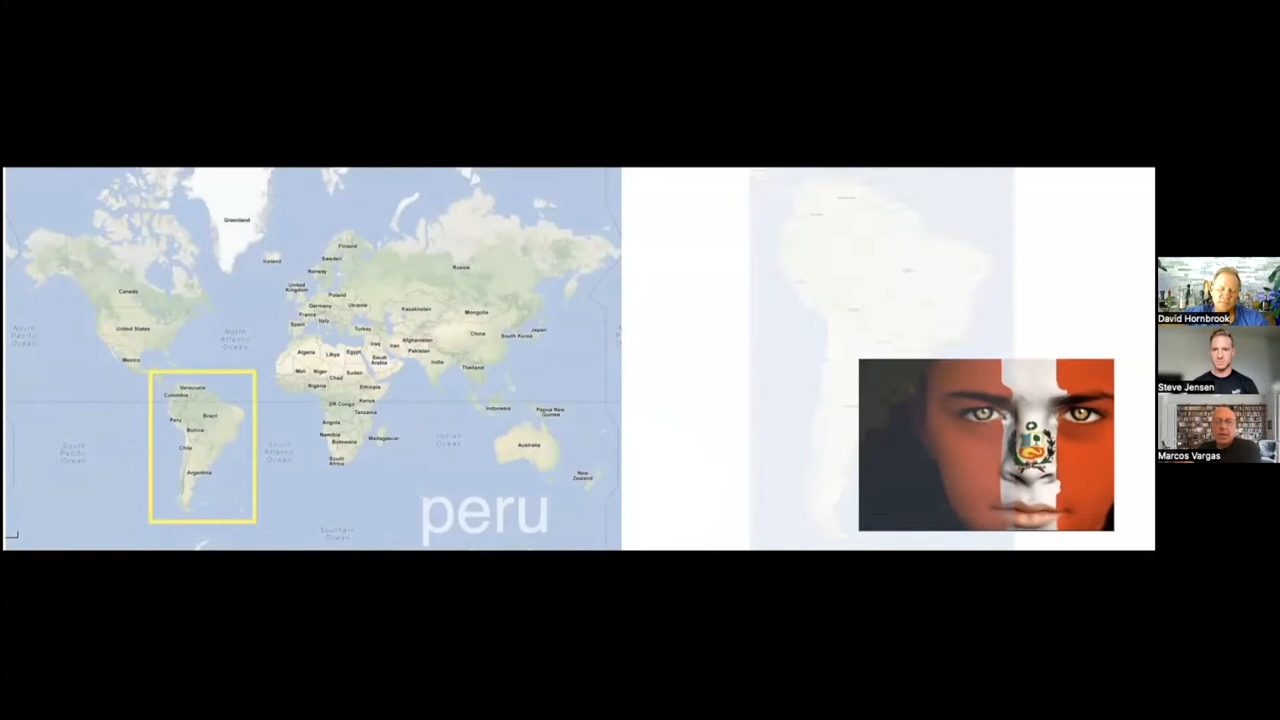 Greenland
Finland
Iceland
Sweden
Norway
Russia
United
Kingdom
Canada
Poland
Germany
Ukraine
Kazakhstan
France
Mongolia
Italy
Spain
United States
North
Pacific
Ocean
North
Atlantic
Ocean
Turkey
China
Japan
South Korea
Iraq
Iran
Afghanistan
Pakistan
Mexico
Algeria
Libya
Egypt
Saudi
Arabia
India
Thailand
Mali
Niger
Chad
Sudan
Nigeria
Ethiopia
Venezuela
Colombia
Peru
Brazil
Bolivia
Chile
Argentina
DR Congo
Kenya
Tanzania
Angola
Namibia
Botswana
Madagascar
South
Africa
Indonesia
Papua New
Guinea
Australia
New
Zealand
South
Pacific
Ocean
South
Atlantic
Ocean
Indian
Ocean
Southern
Ocean
peru
David Hornbrook
Steve Jensen
Marcos Vargas